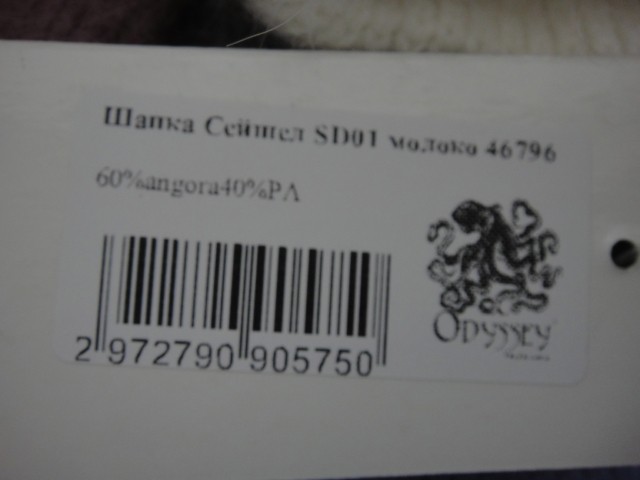 Шапка Сейшел SD01 молоко 46796
60%angora40%PA
ODYSSEY
2 972790 905750